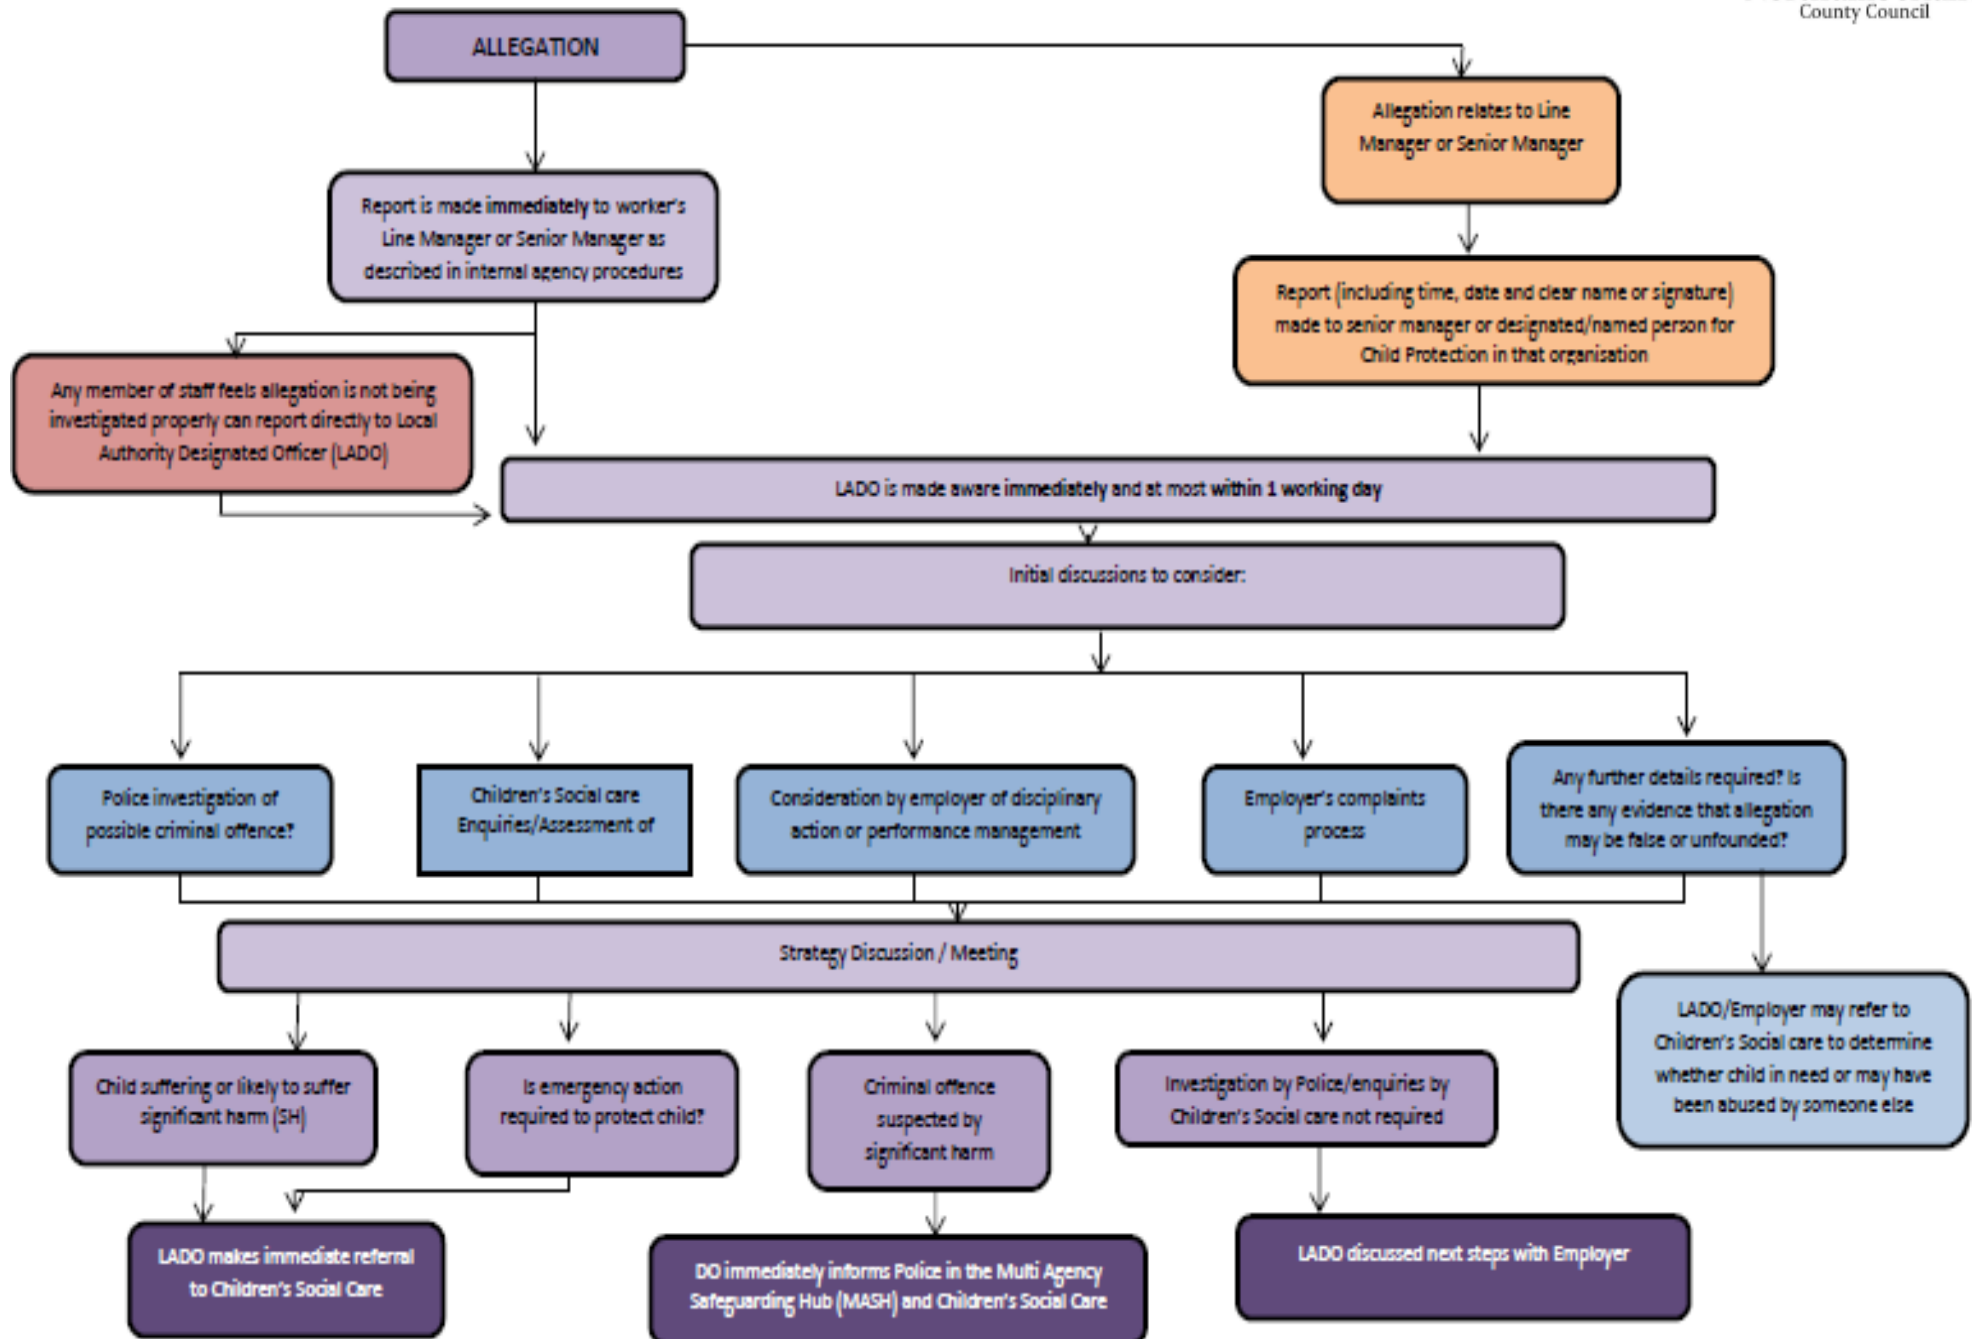 County Council
ALLEGATION
Allegation relates to Line
Manager or Senior Manager
Report is made immediately to worker's
Line Manager or Senior Manager as
described in internal agency procedures
Report (including time, date and clear name or signature)
made to senior manager or designated/named person for
Child Protection in that organisation
Any member of staff feels allegation is not being
investigated properly can report directly to Local
Authority Designated Officer (LADO)
LADO is made aware immediately and at most within 1 working day
Initial discussions to consider:
Police investigation of
possible criminal offence?
Children's Social care
Enquiries/Assessment of
Consideration by employer of disciplinary
action or performance management
Employer's complaints
process
Any further details required? Is
there any evidence that allegation
may be false or unfounded?
Strategy Discussion / Meeting
LADO/Employer may refer to
Children's Social care to determine
whether child in need or may have
been abused by someone else
Child suffering or likely to suffer
significant harm (SH)
Is emergency action
required to protect child?
Criminal offence
suspected by
significant harm
Investigation by Police/enquiries by
Children's Social care not required
LADO makes immediate referral
to Children's Social Care
DO immediately informs Police in the Multi Agency
Safeguarding Hub (MASH) and Children's Social Care
LADO discussed next steps with Employer